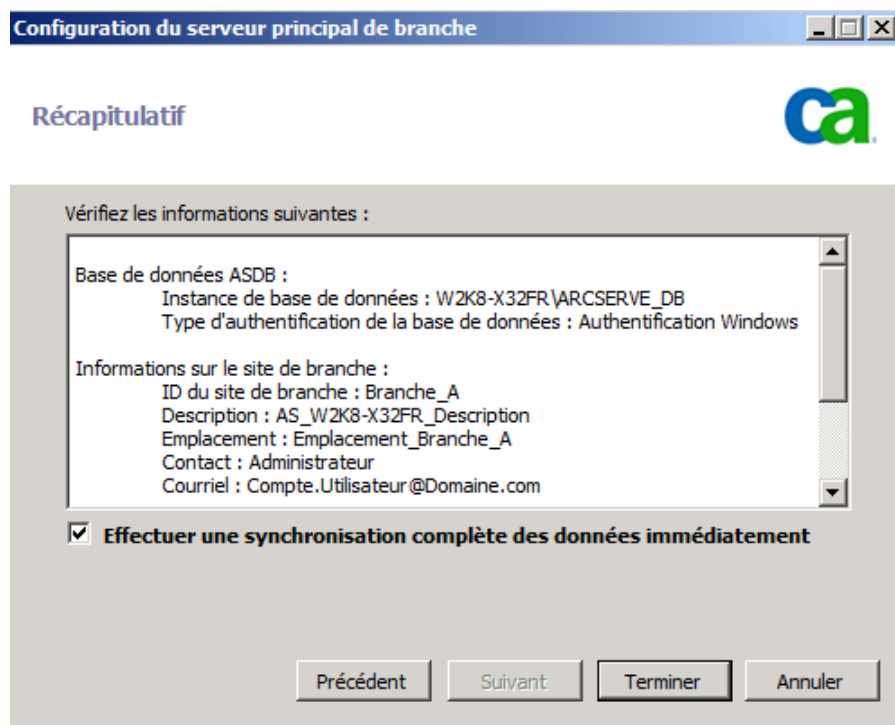 Configuration du serveur principal de branche
Récapitulatif
ca
Vérifiez les informations suivantes :
Base de données ASDB :
Instance de base de données : W2K8-X32FR\ARCSERVE_DB
Type d'authentification de la base de données : Authentification Windows
Informations sur le site de branche :
ID du site de branche : Branche_A
Description : AS_W2K8-X32FR_Description
Emplacement : Emplacement_Branche_A
Contact : Administrateur
Courriel : Compte.Utilisateur@Domaine.com
Effectuer une synchronisation complète des données immédiatement
Précédent
Suivant
Terminer
Annuler